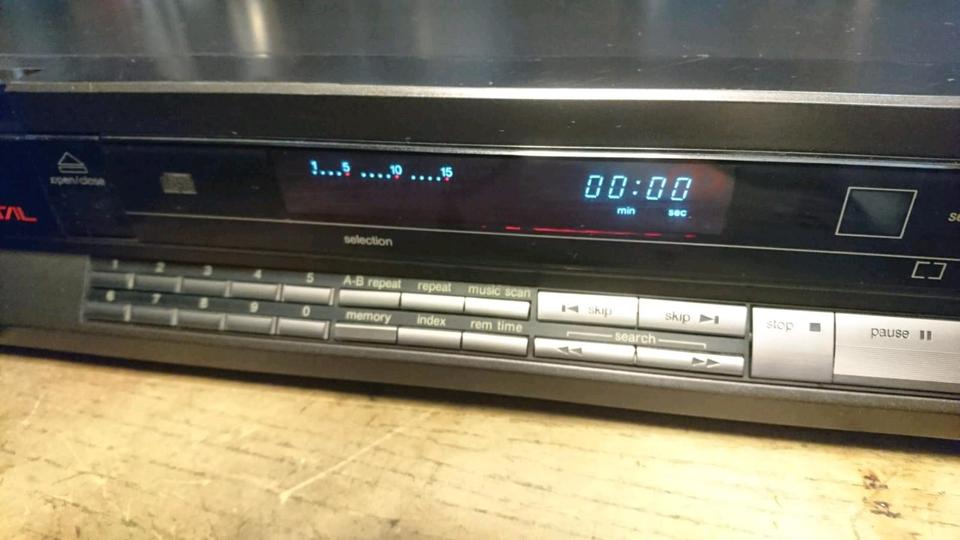 open/close
1...5 ....10 ....15
00:00
min sec
selection
1 2 3 4 5
A-B repeat repeat music scan
skip skip
stop
pause
6 7 8 9 0
memory index rem time
search